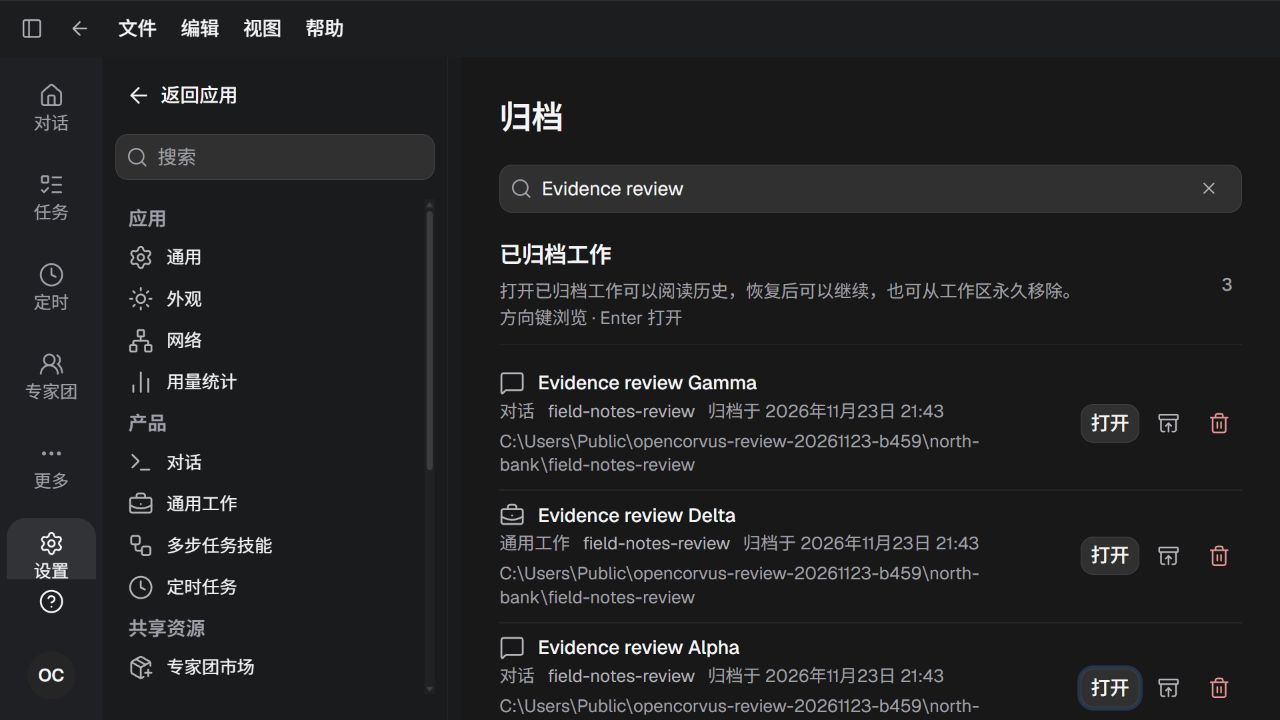 文件 编辑 视图 帮助
对话
任务
定时
专家团
更多
设置
OC
返回应用
搜索
应用
通用
外观
网络
用量统计
产品
对话
通用工作
多步任务技能
定时任务
共享资源
专家团市场
归档
Evidence review
已归档工作
打开已归档工作可以阅读历史，恢复后可以继续，也可从工作区永久移除。
3
方向键浏览 · Enter 打开
Evidence review Gamma
对话 field-notes-review 归档于 2026年11月23日 21:43
C:\Users\Public\opencorvus-review-20261123-b459\north-
bank\field-notes-review
打开
Evidence review Delta
通用工作 field-notes-review 归档于 2026年11月23日 21:43
C:\Users\Public\opencorvus-review-20261123-b459\north-
bank\field-notes-review
打开
Evidence review Alpha
对话 field-notes-review 归档于 2026年11月23日 21:43
C:\Users\Public\opencorvus-review-20261123-b459\north-
打开